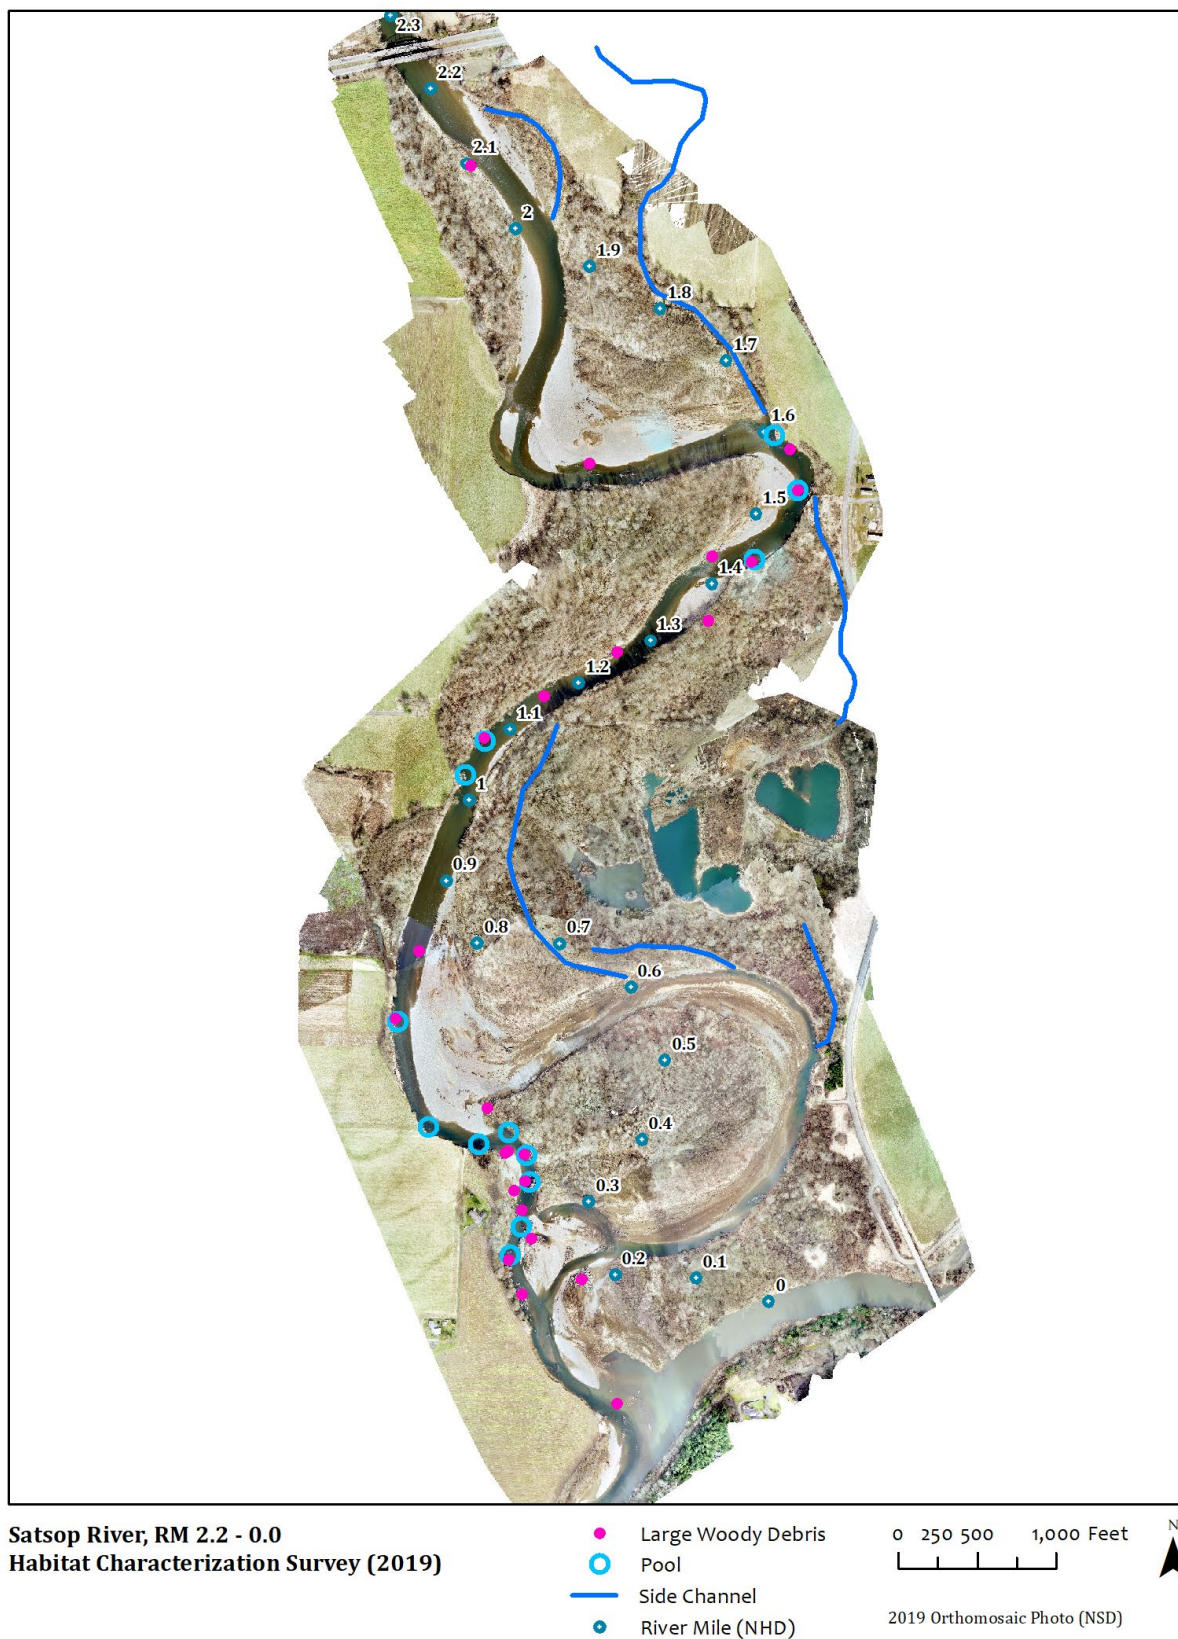 2.3
2.2
2.1
2
1.9
1.8
1.7
1.6
1.5
1.4
1.3
1.2
1.1
1
0.9
0.8
0.7
0.6
0.5
0.4
0.3
0.2
0.1
0
Satsop River, RM 2.2 - 0.0
Habitat Characterization Survey (2019)
Large Woody Debris
Pool
Side Channel
River Mile (NHD)
0 250 500 1,000 Feet
2019 Orthomosaic Photo (NSD)
N